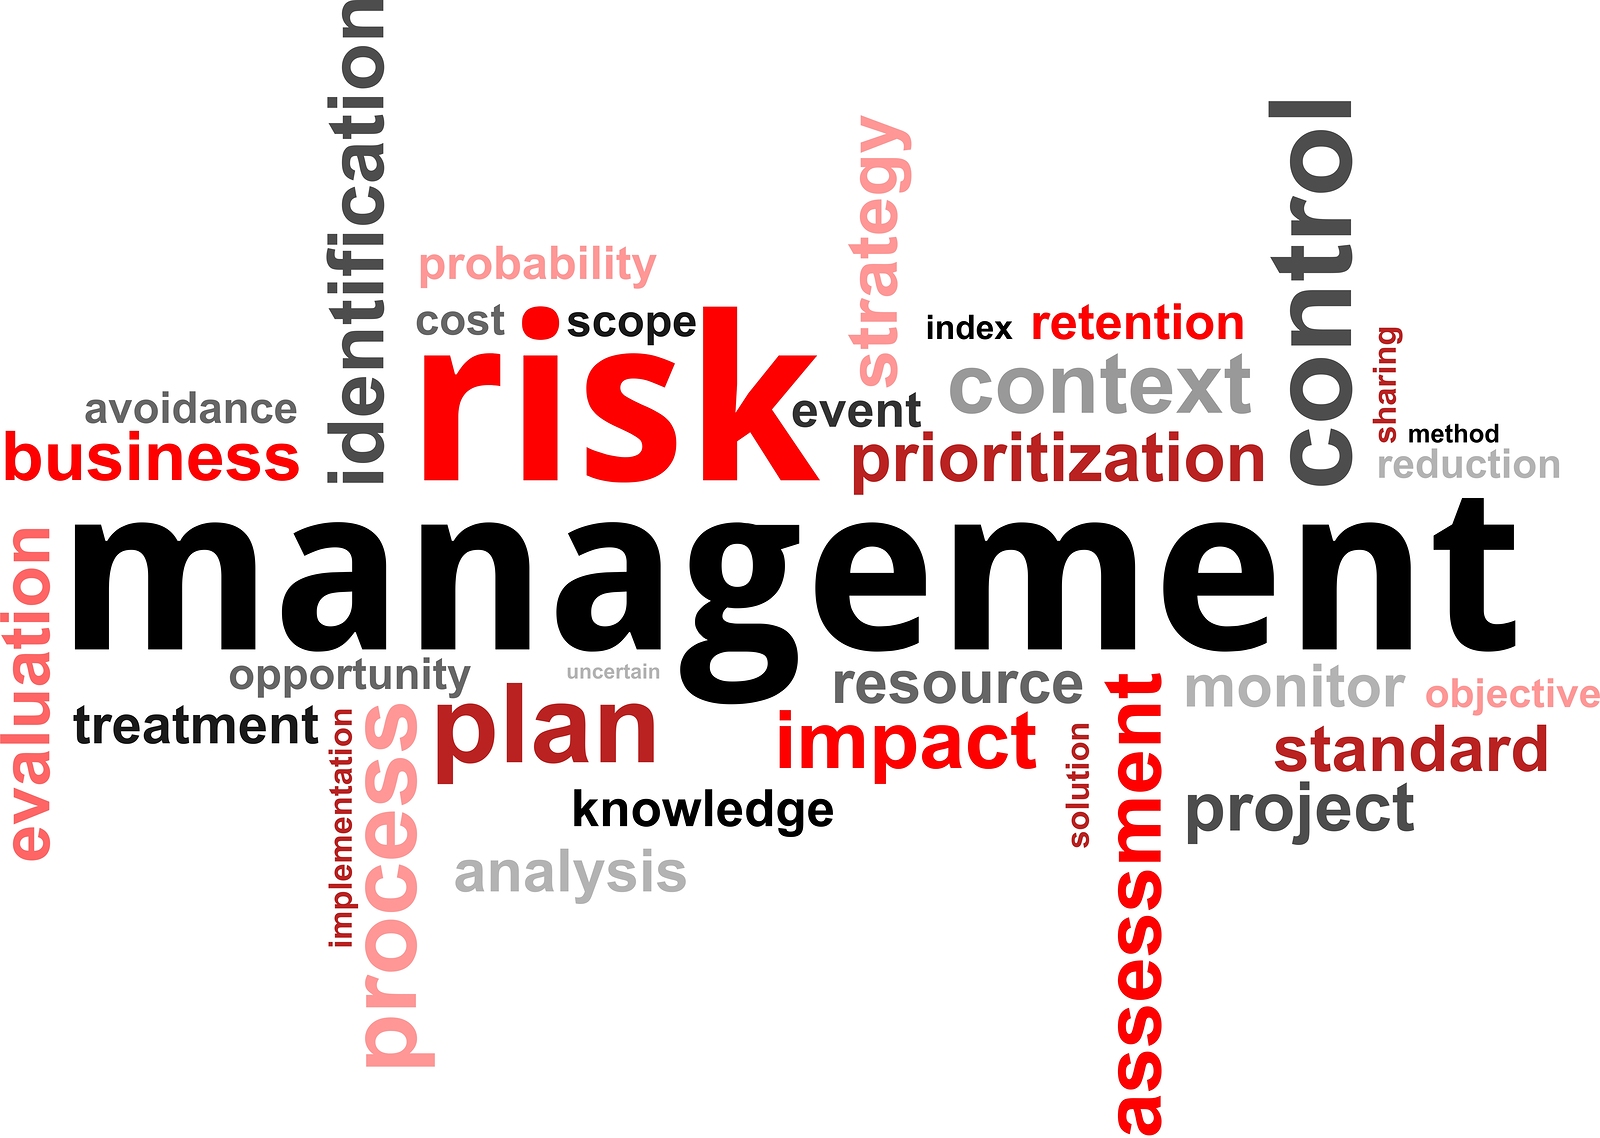 identification
strategy
control
probability
cost
scope
risk
index
retention
sharing
avoidance
event
context
method
business
prioritization
reduction
management
evaluation
opportunity
uncertain
resource
monitor
objective
treatment
plan
impact
assessment
standard
implementation
process
solution
knowledge
project
analysis